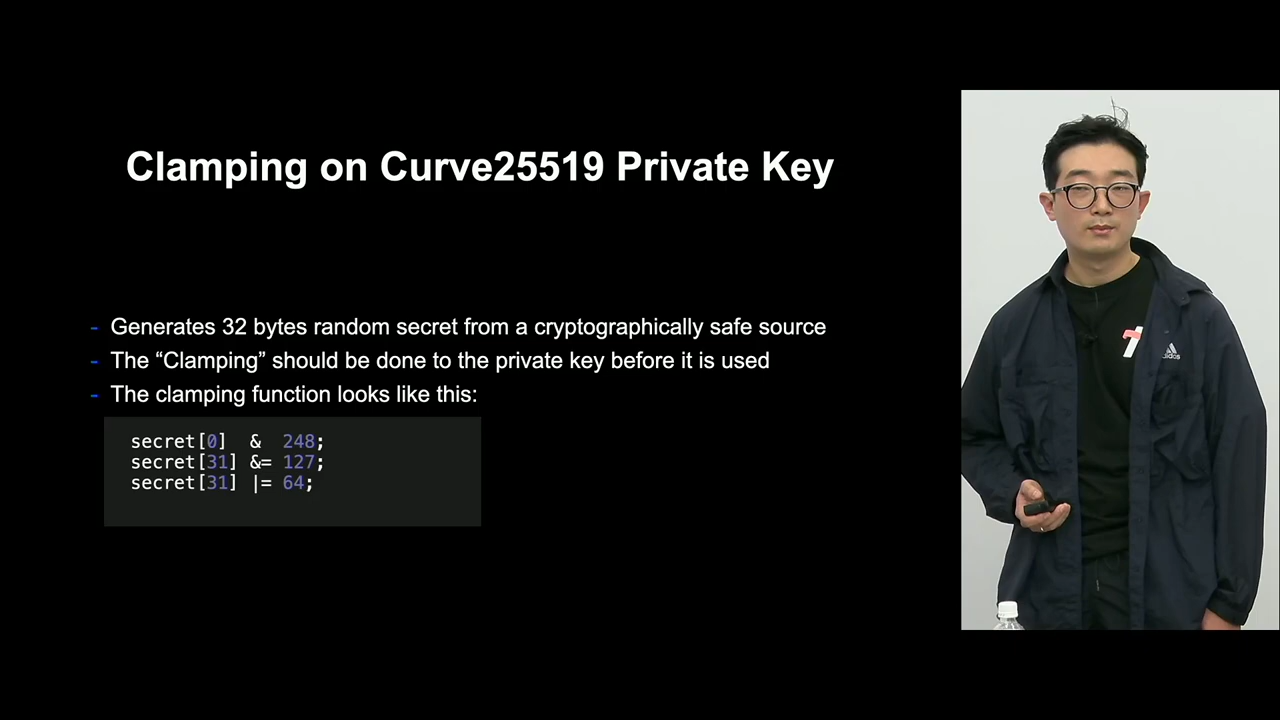 Clamping on Curve25519 Private Key
- Generates 32 bytes random secret from a cryptographically safe source
- The “Clamping” should be done to the private key before it is used
- The clamping function looks like this:
secret[0]  &  248;
secret[31] &= 127;
secret[31] |= 64;
adidas